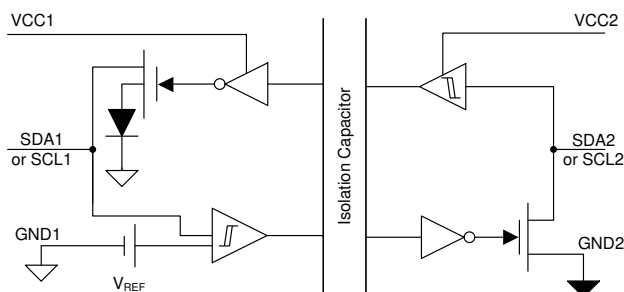 VCC1
VCC2
Isolation Capacitor
SDA1
or SCL1
SDA2
or SCL2
GND1
GND2
VREF